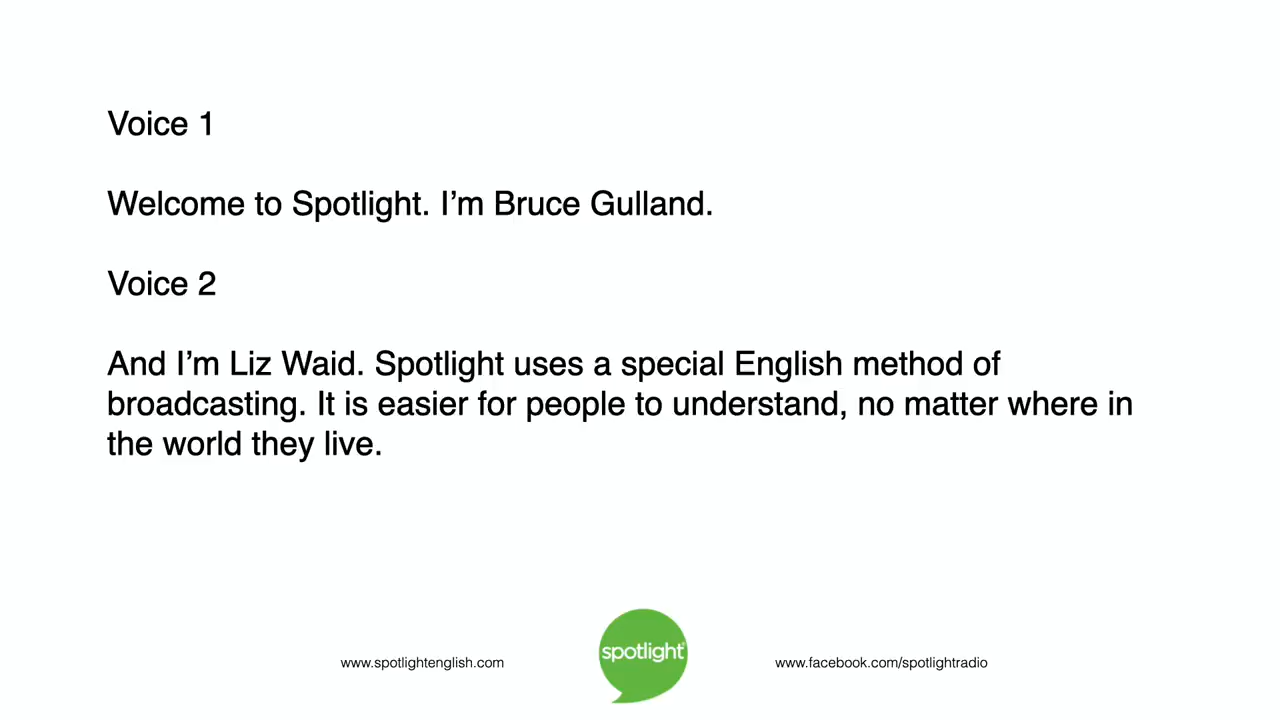 Voice 1
Welcome to Spotlight. I’m Bruce Gulland.
Voice 2
And I’m Liz Waid. Spotlight uses a special English method of
broadcasting. It is easier for people to understand, no matter where in
the world they live.
www.spotlightenglish.com
spotlight
www.facebook.com/spotlightradio